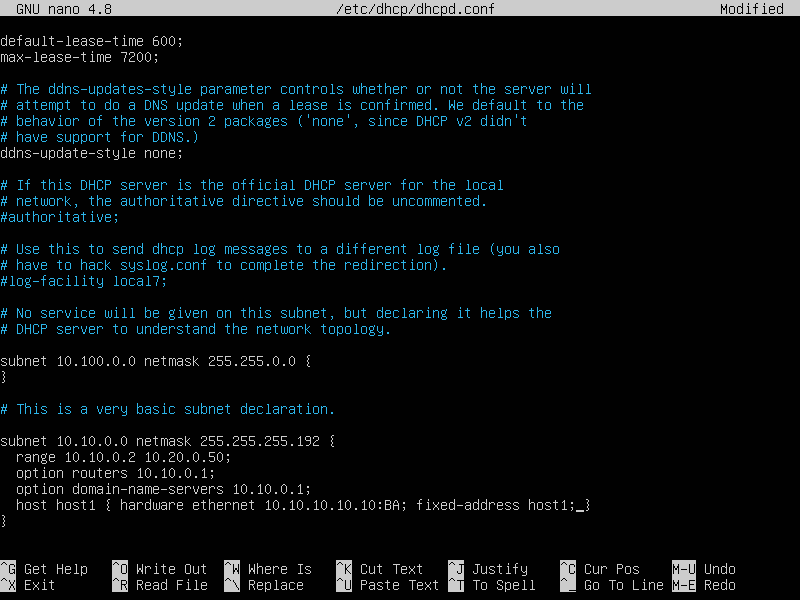 GNU nano 4.8 /etc/dhcp/dhcpd.conf Modified
default-lease-time 600;
max-lease-time 7200;
# The ddns-updates-style parameter controls whether or not the server will
# attempt to do a DNS update when a lease is confirmed. We default to the
# behavior of the version 2 packages ('none', since DHCP v2 didn't
# have support for DDNS.)
ddns-update-style none;
# If this DHCP server is the official DHCP server for the local
# network, the authoritative directive should be uncommented.
#authoritative;
# Use this to send dhcp log messages to a different log file (you also
# have to hack syslog.conf to complete the redirection).
#log-facility local7;
# No service will be given on this subnet, but declaring it helps the
# DHCP server to understand the network topology.
subnet 10.100.0.0 netmask 255.255.0.0 {
}
# This is a very basic subnet declaration.
subnet 10.10.0.0 netmask 255.255.255.192 {
  range 10.10.0.2 10.20.0.50;
  option routers 10.10.0.1;
  option domain-name-servers 10.10.0.1;
  host host1 { hardware ethernet 10.10.10.10.10:BA; fixed-address host1;_}
}
^G Get Help ^O Write Out ^W Where Is ^K Cut Text ^J Justify ^C Cur Pos M-U Undo
^X Exit ^R Read File ^\ Replace ^U Paste Text ^T To Spell ^_ Go To Line M-E Redo